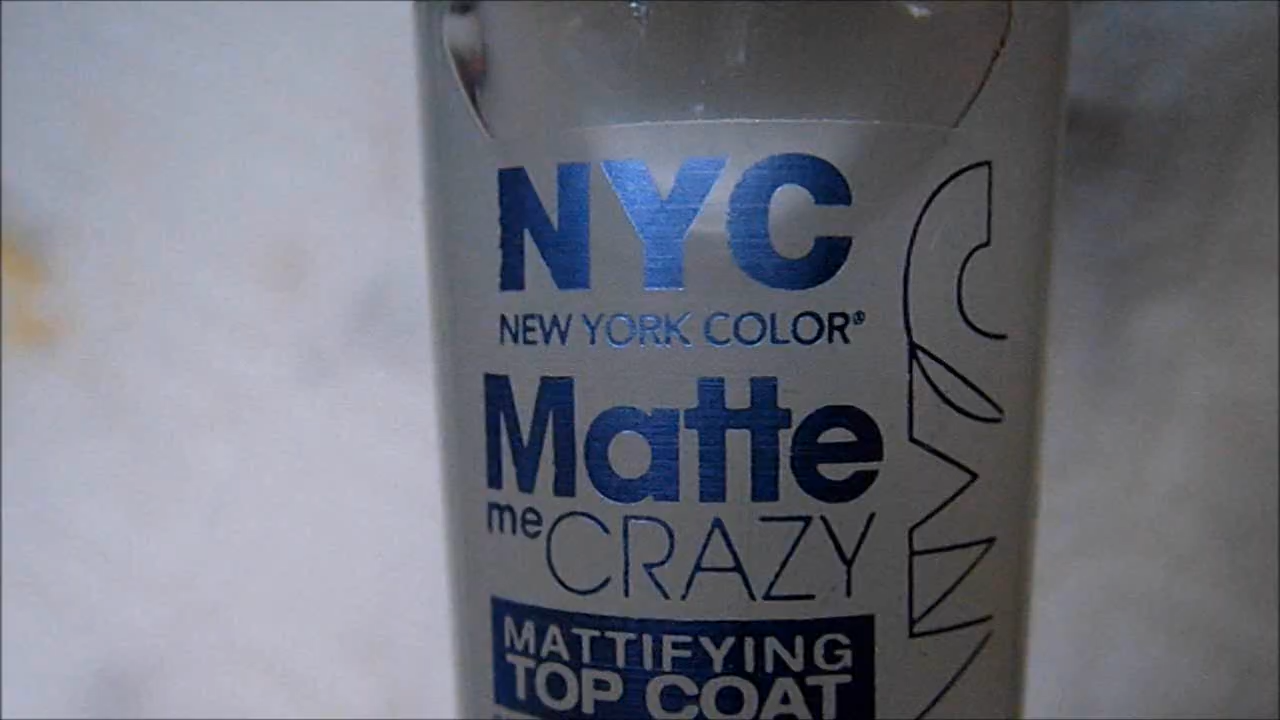 NYC
NEW YORK COLOR®
Matte
me CRAZY
MATTIFYING
TOP COAT